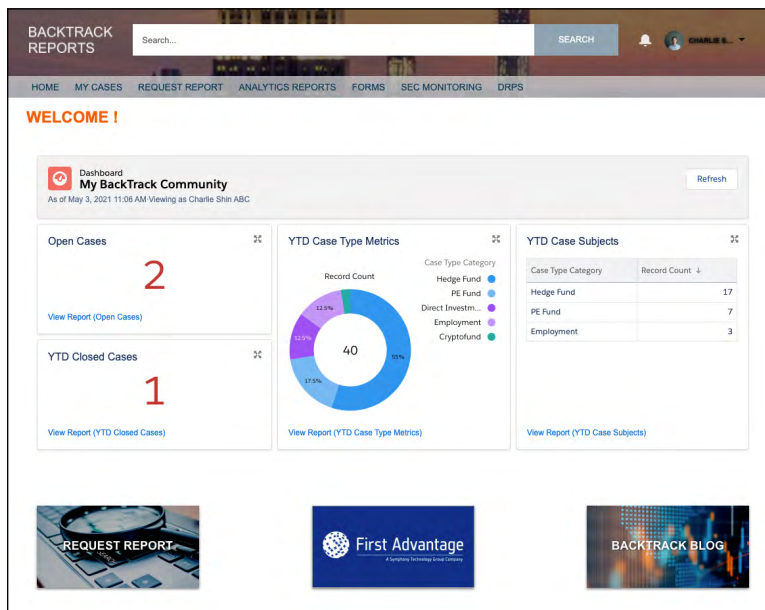 BACKTRACK
REPORTS
Search...
SEARCH
CHARLIE S...
HOME MY CASES REQUEST REPORT ANALYTICS REPORTS FORMS SEC MONITORING DRPS
WELCOME !
Dashboard
My BackTrack Community
As of May 3, 2021 11:06 AM·Viewing as Charlie Shin ABC
Refresh
Open Cases
2
View Report (Open Cases)
YTD Closed Cases
1
View Report (YTD Closed Cases)
YTD Case Type Metrics
Case Type Category
Record Count
Hedge Fund
PE Fund
Direct Investm...
Employment
Cryptofund
12.5%
12.5%
40
55%
17.5%
View Report (YTD Case Type Metrics)
YTD Case Subjects
Case Type Category Record Count ↓
Hedge Fund 17
PE Fund 7
Employment 3
View Report (YTD Case Subjects)
REQUEST REPORT
First Advantage
A Symphony Technology Group Company
BACKTRACK BLOG